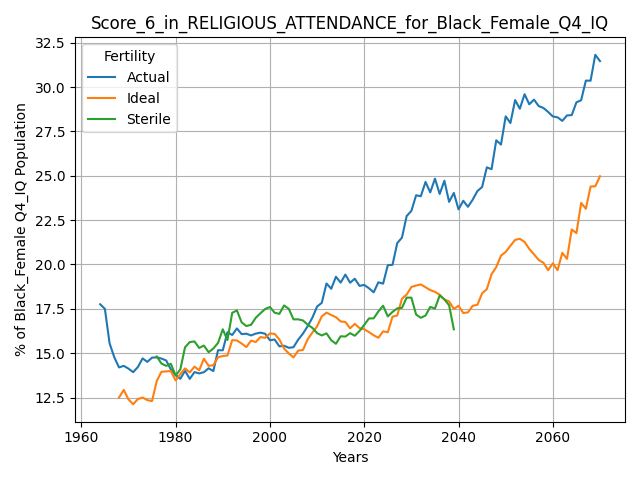 Score_6_in_RELIGIOUS_ATTENDANCE_for_Black_Female_Q4_IQ
32.5
30.0
27.5
25.0
22.5
20.0
17.5
15.0
12.5
% of Black_Female Q4_IQ Population
Fertility
Actual
Ideal
Sterile
1960
1980
2000
2020
2040
2060
Years